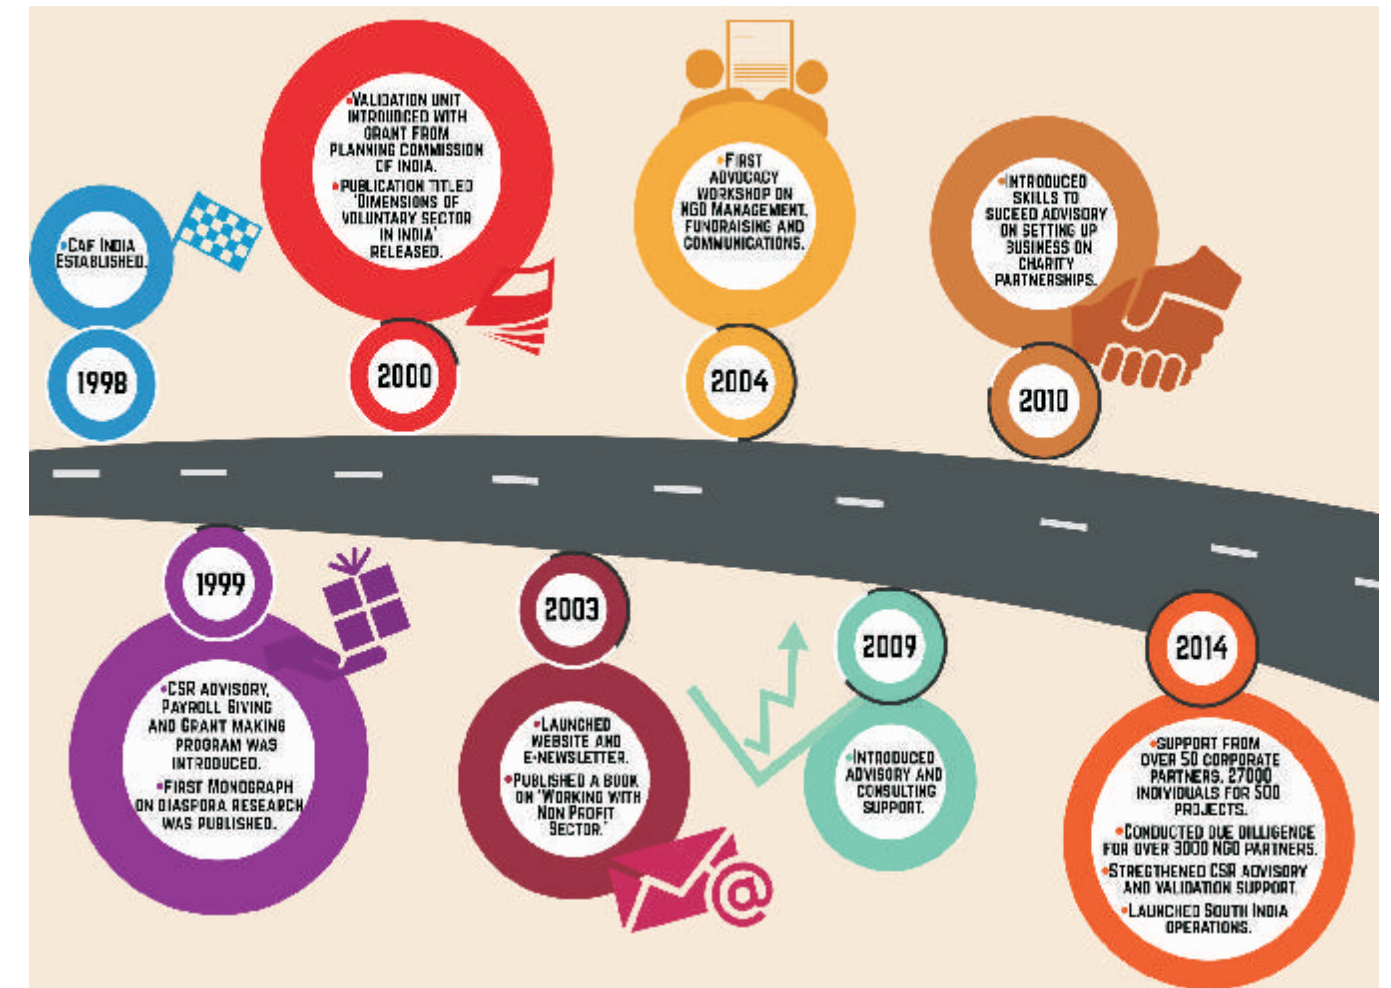 •CAF INDIA
ESTABLISHED.
1998
•VALIDATION UNIT
INTRODUCED WITH
GRANT FROM
PLANNING COMMISSION
OF INDIA.
•PUBLICATION TITLED
'DIMENSIONS OF
VOLUNTARY SECTOR
IN INDIA'
RELEASED.
2000
•FIRST
ADVOCACY
WORKSHOP ON
NGO MANAGEMENT,
FUNDRAISING AND
COMMUNICATIONS.
2004
•INTRODUCED
SKILLS TO
SUCEED ADVISORY
ON SETTING UP
BUSINESS ON
CHARITY
PARTNERSHIPS.
2010
1999
•CSR ADVISORY,
PAYROLL GIVING
AND GRANT MAKING
PROGRAM WAS
INTRODUCED.
•FIRST MONOGRAPH
ON DIASPORA RESEARCH
WAS PUBLISHED.
2003
•LAUNCHED
WEBSITE AND
E-NEWSLETTER.
•PUBLISHED A BOOK
ON 'WORKING WITH
NON PROFIT
SECTOR.'
@
2009
•INTRODUCED
ADVISORY AND
CONSULTING
SUPPORT.
2014
•SUPPORT FROM
OVER 50 CORPORATE
PARTNERS, 27000
INDIVIDUALS FOR 500
PROJECTS.
•CONDUCTED DUE DILLIGENCE
FOR OVER 3000 NGO PARTNERS.
•STREGTHENED CSR ADVISORY
AND VALIDATION SUPPORT.
•LAUNCHED SOUTH INDIA
OPERATIONS.